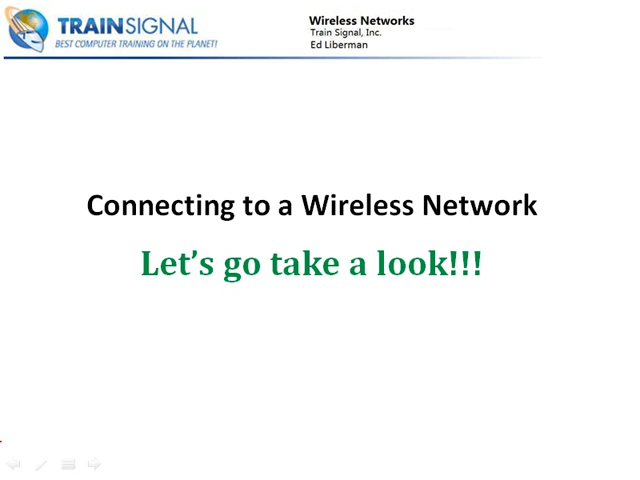 TRAINSIGNAL
BEST COMPUTER TRAINING ON THE PLANET!
Wireless Networks
Train Signal, Inc.
Ed Liberman
Connecting to a Wireless Network
Let's go take a look!!!